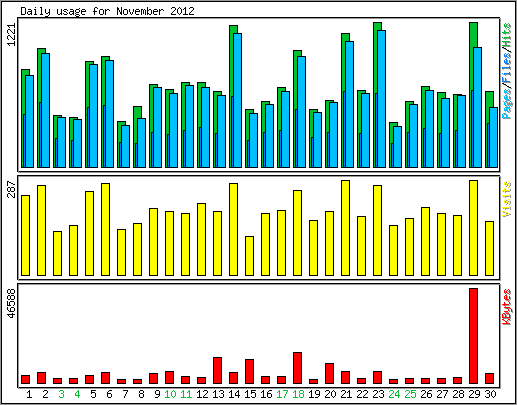 Daily usage for November 2012
1221
Pages/Files/Hits
287
Visits
46588
KBytes
1 2 3 4 5 6 7 8 9 10 11 12 13 14 15 16 17 18 19 20 21 22 23 24 25 26 27 28 29 30